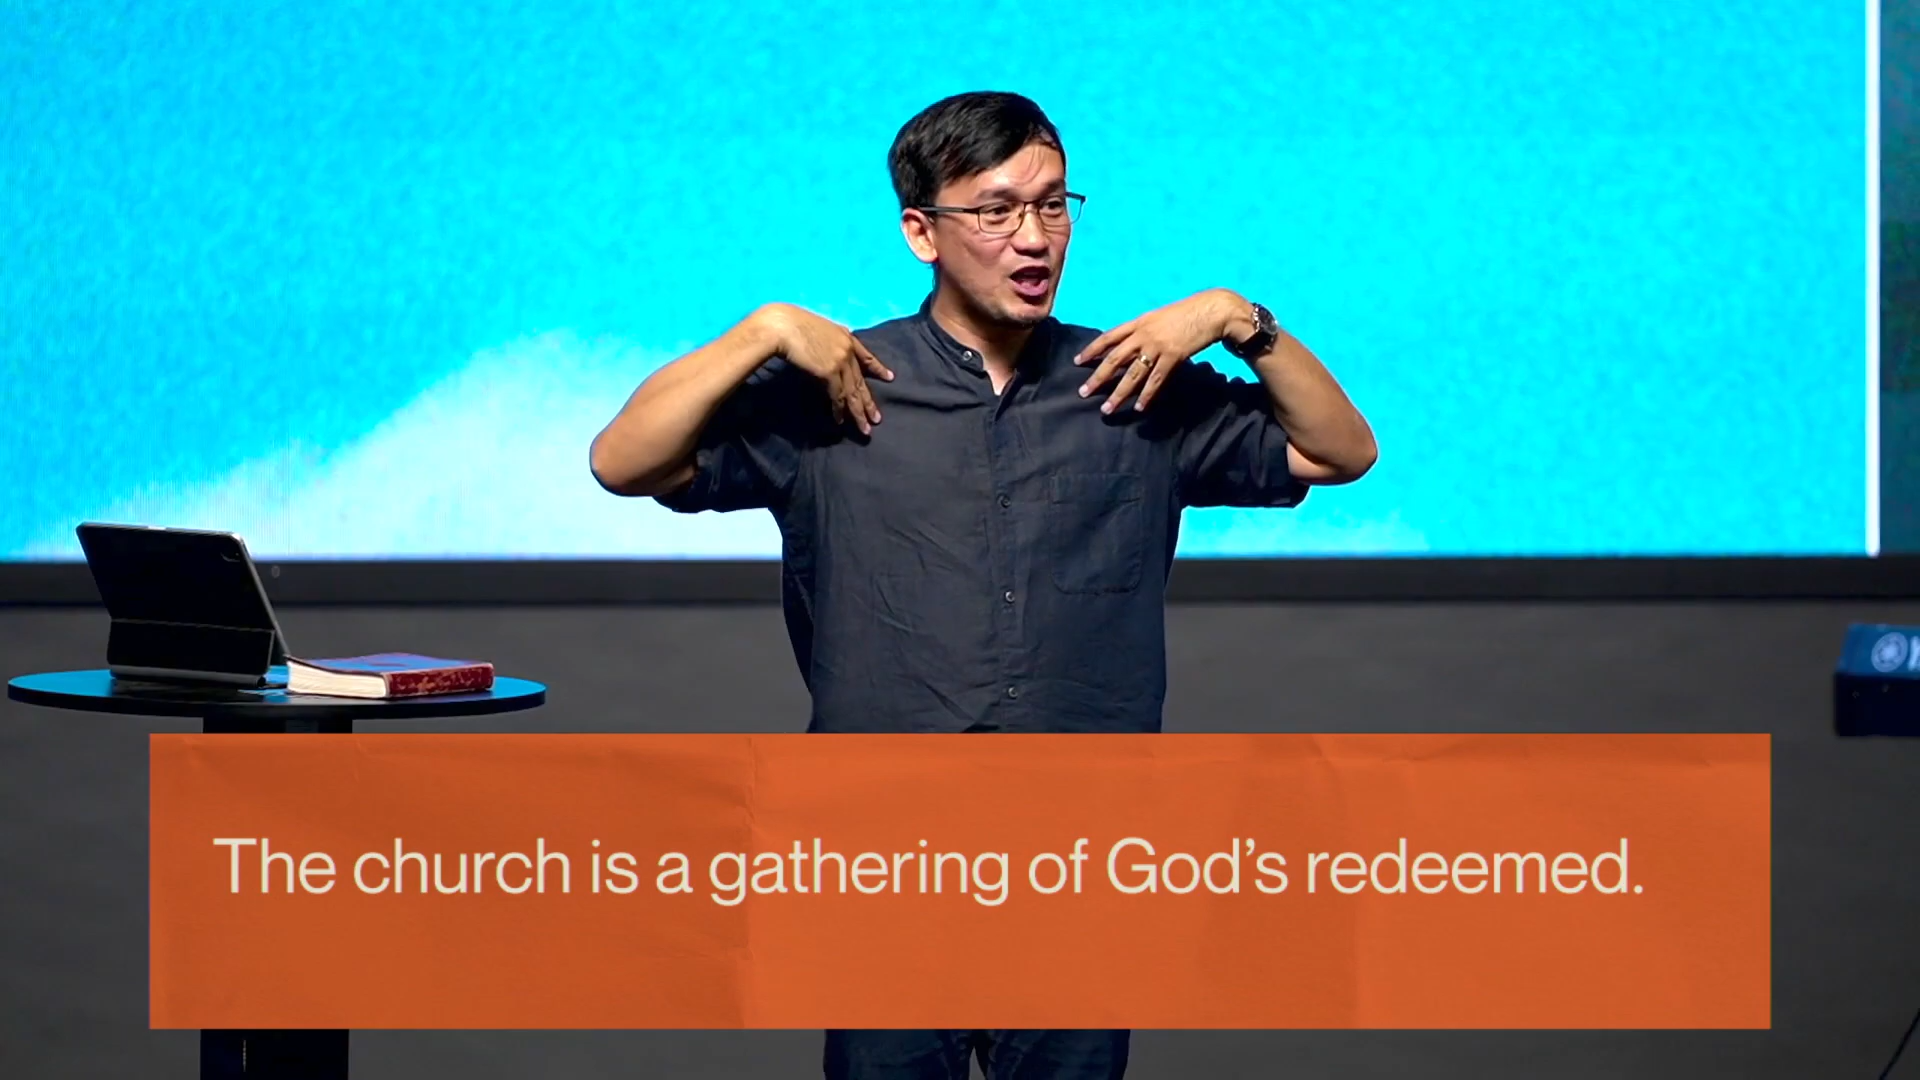 The church is a gathering of God’s redeemed.